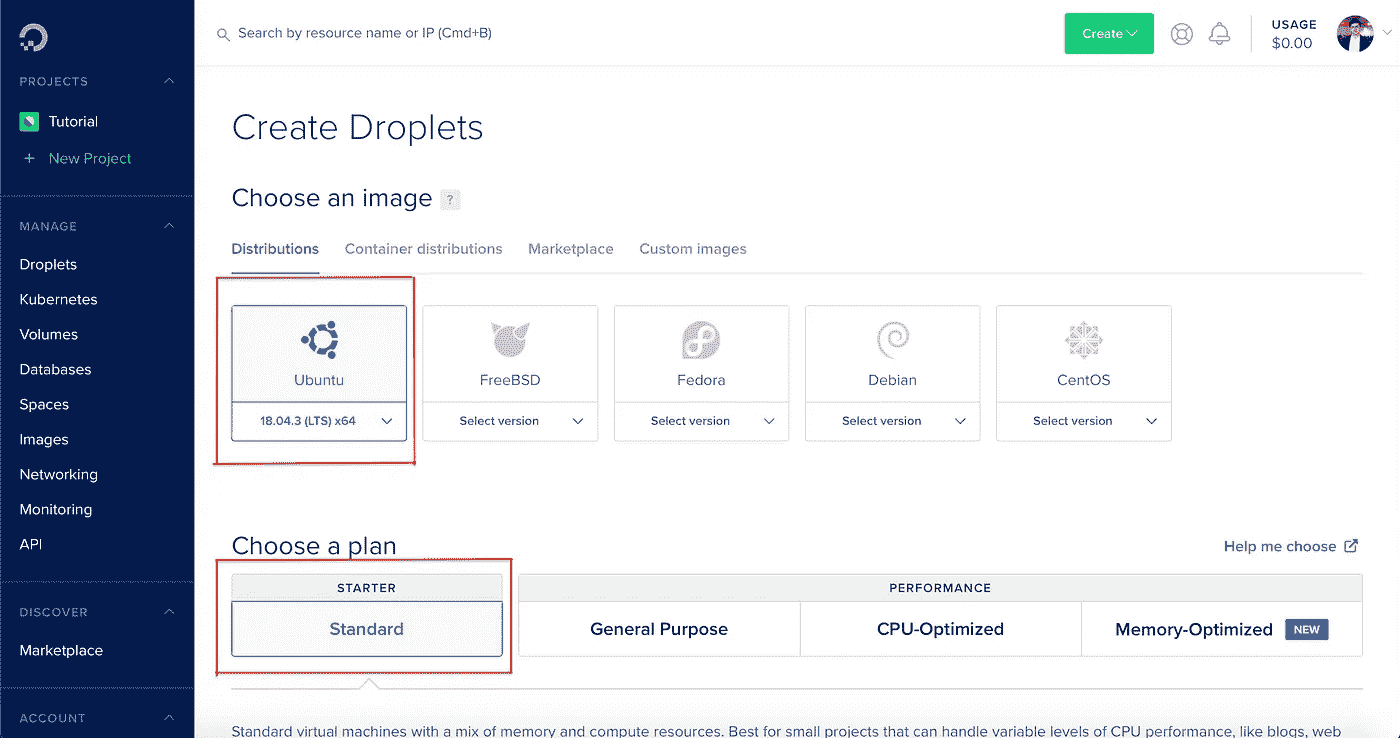 Search by resource name or IP (Cmd+B)
Create
USAGE
$0.00
PROJECTS
Tutorial
+ New Project
MANAGE
Droplets
Kubernetes
Volumes
Databases
Spaces
Images
Networking
Monitoring
API
DISCOVER
Marketplace
ACCOUNT
Create Droplets
Choose an image ?
Distributions Container distributions Marketplace Custom images
Ubuntu FreeBSD Fedora Debian CentOS
18.04.3 (LTS) x64 Select version Select version Select version Select version
Choose a plan Help me choose
STARTER PERFORMANCE
Standard General Purpose CPU-Optimized Memory-Optimized NEW
Standard virtual machines with a mix of memory and compute resources. Best for small projects that can handle variable levels of CPU performance, like blogs, web